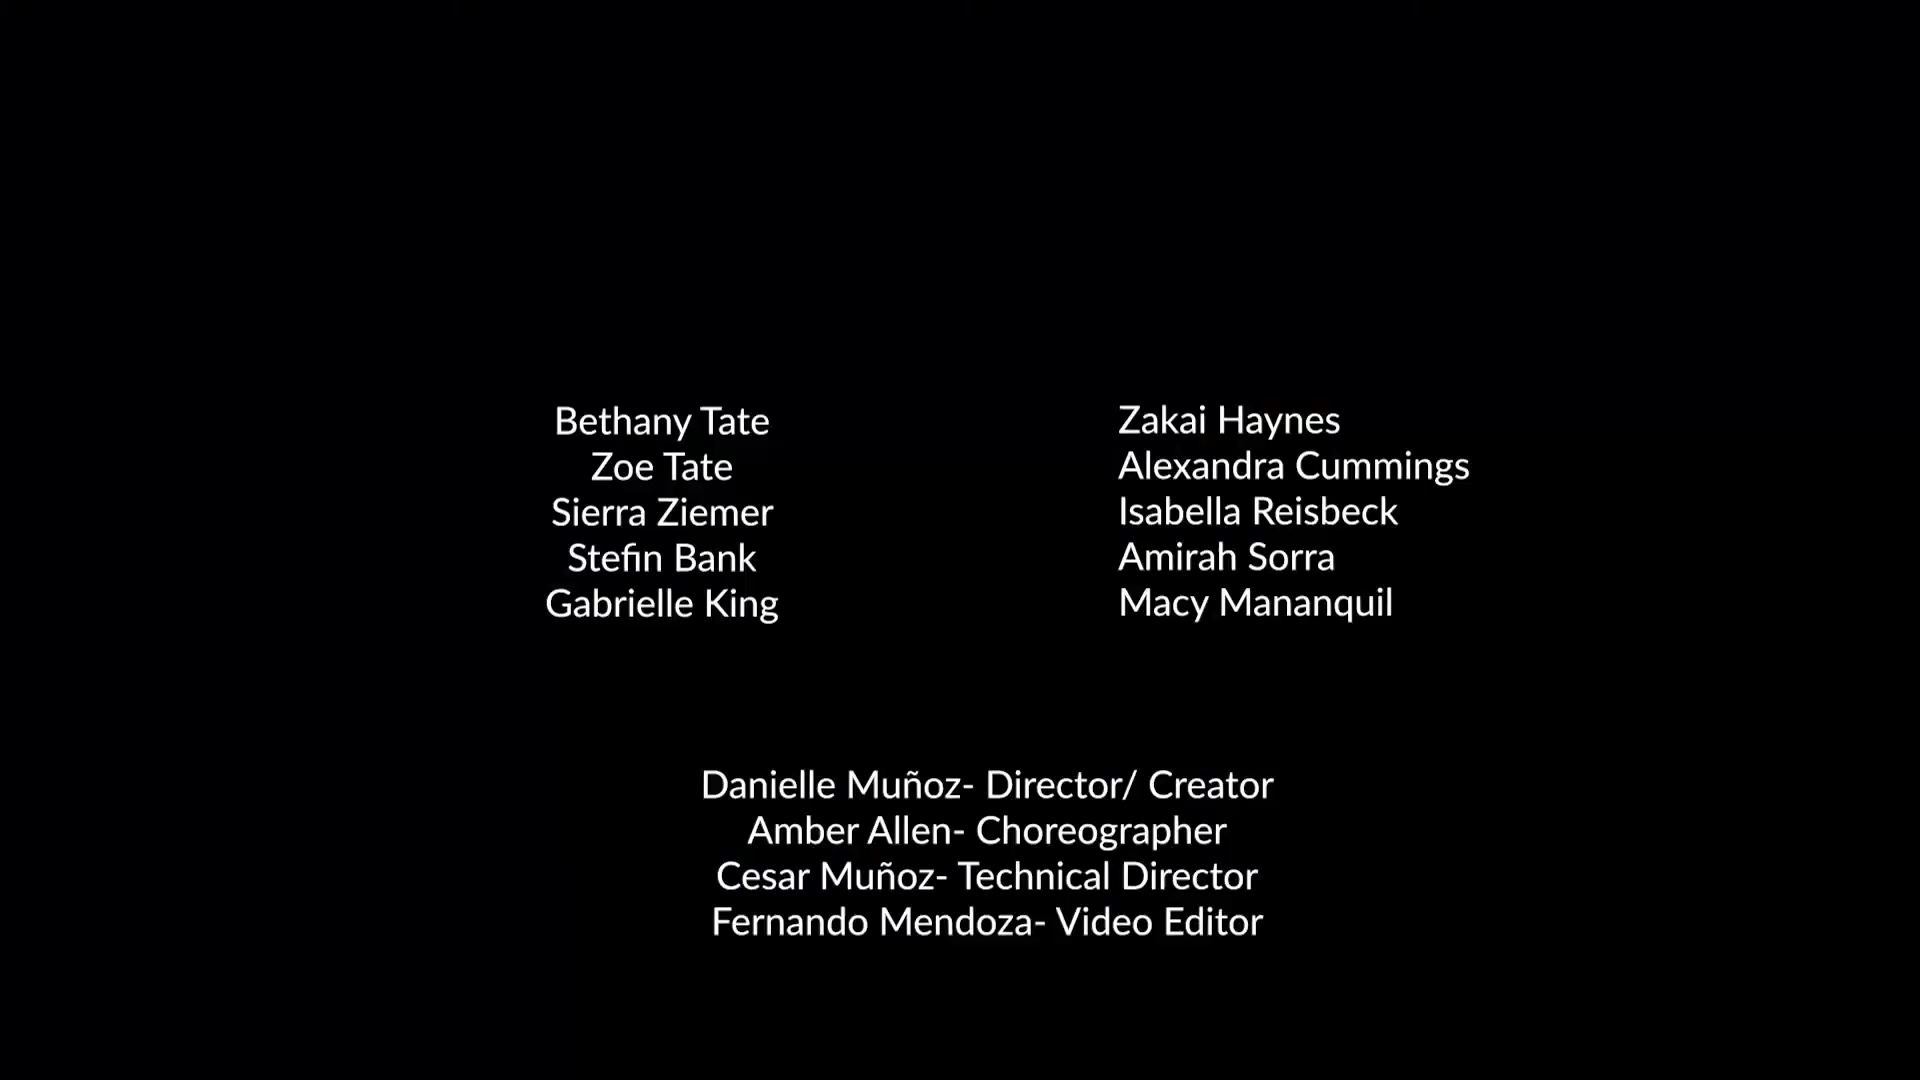 Bethany Tate
Zoe Tate
Sierra Ziemer
Stefin Bank
Gabrielle King
Zakai Haynes
Alexandra Cummings
Isabella Reisbeck
Amirah Sorra
Macy Mananquil
Danielle Muñoz- Director/ Creator
Amber Allen- Choreographer
Cesar Muñoz- Technical Director
Fernando Mendoza- Video Editor